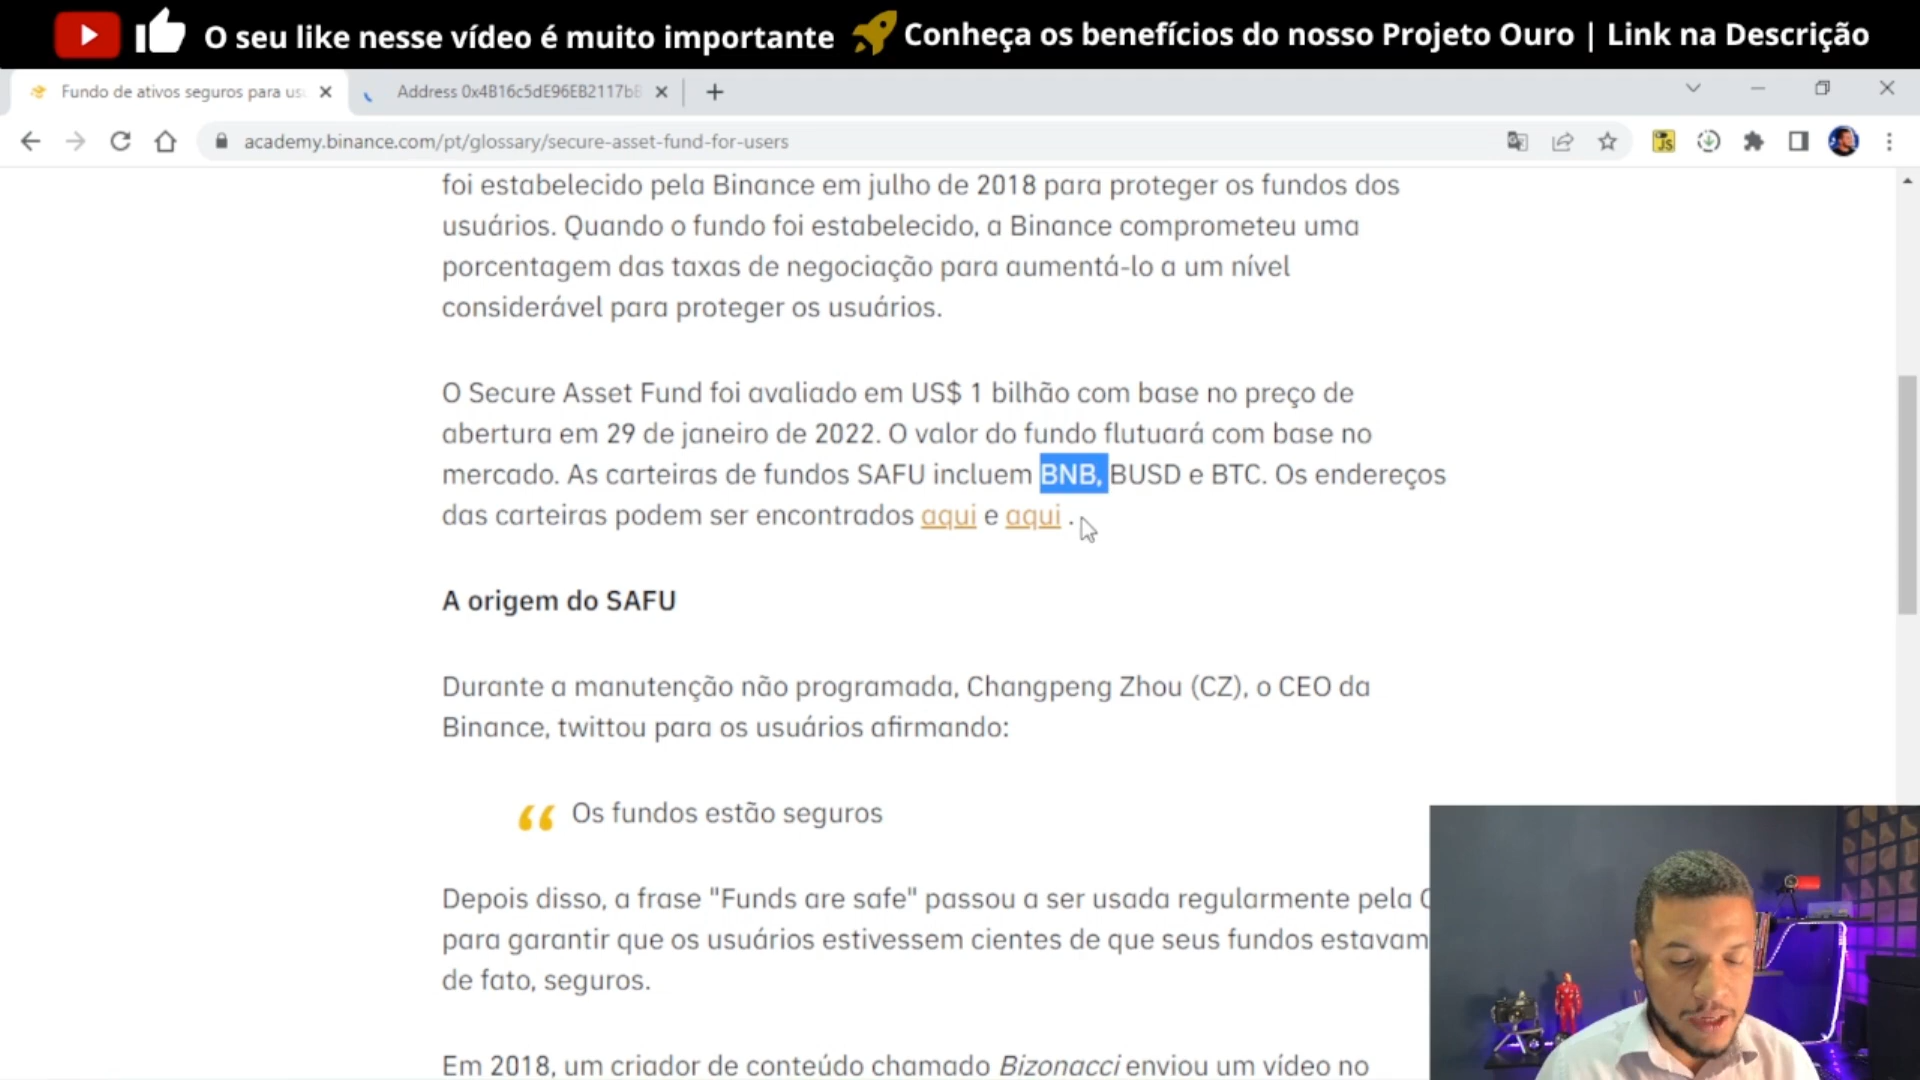 O seu like nesse vídeo é muito importante
Conheça os benefícios do nosso Projeto Ouro | Link na Descrição
Fundo de ativos seguros para us
Address 0x4B16c5dE96EB2117bB
academy.binance.com/pt/glossary/secure-asset-fund-for-users
JS
foi estabelecido pela Binance em julho de 2018 para proteger os fundos dos
usuários. Quando o fundo foi estabelecido, a Binance comprometeu uma
porcentagem das taxas de negociação para aumentá-lo a um nível
considerável para proteger os usuários.
O Secure Asset Fund foi avaliado em US$ 1 bilhão com base no preço de
abertura em 29 de janeiro de 2022. O valor do fundo flutuará com base no
mercado. As carteiras de fundos SAFU incluem BNB, BUSD e BTC. Os endereços
das carteiras podem ser encontrados aqui e aqui .
A origem do SAFU
Durante a manutenção não programada, Changpeng Zhou (CZ), o CEO da
Binance, twittou para os usuários afirmando:
“ Os fundos estão seguros
Depois disso, a frase "Funds are safe" passou a ser usada regularmente pela
para garantir que os usuários estivessem cientes de que seus fundos estavam
de fato, seguros.
Em 2018, um criador de conteúdo chamado Bizonacci enviou um vídeo no